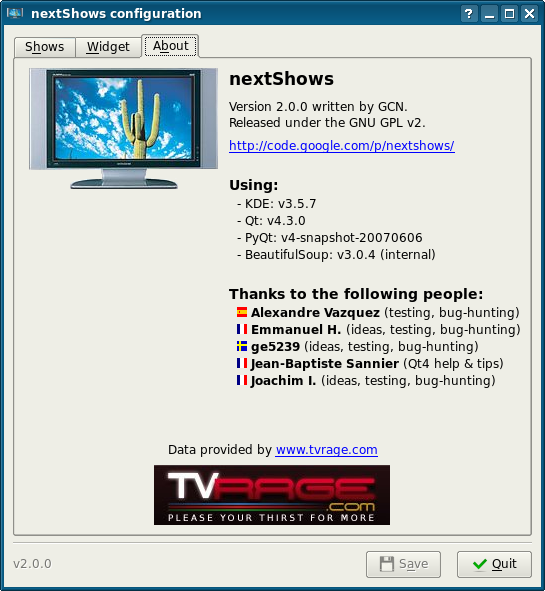 nextShows configuration
Shows Widget About
nextShows
Version 2.0.0 written by GCN.
Released under the GNU GPL v2.
http://code.google.com/p/nextshows/
Using:
- KDE: v3.5.7
- Qt: v4.3.0
- PyQt: v4-snapshot-20070606
- BeautifulSoup: v3.0.4 (internal)
Thanks to the following people:
Alexandre Vazquez (testing, bug-hunting)
Emmanuel H. (ideas, testing, bug-hunting)
ge5239 (ideas, testing, bug-hunting)
Jean-Baptiste Sannier (Qt4 help & tips)
Joachim I. (ideas, testing, bug-hunting)
Data provided by www.tvrage.com
TVRAGE
.com
PLEASE YOUR THIRST FOR MORE
v2.0.0 Save Quit